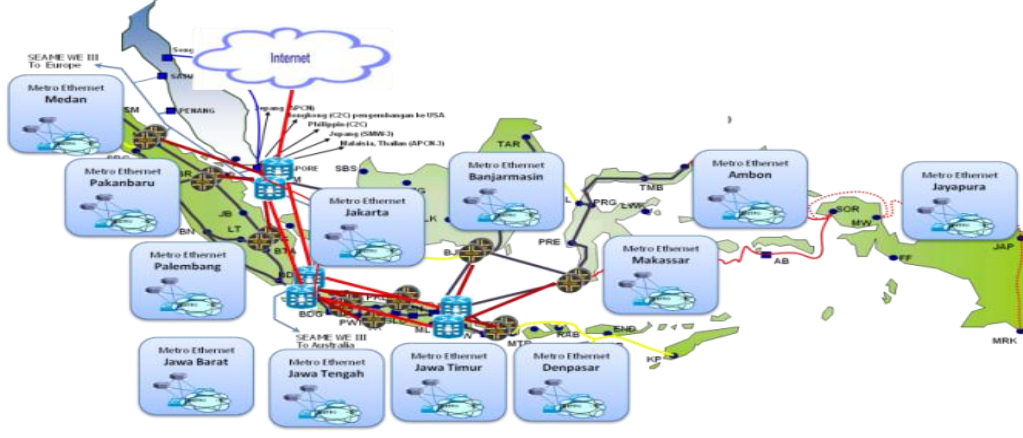 Internet
SEAME WE III
To Europe
SASU
PENANG
Jepang (APCN)
Hongkong (C2C) pengembangan ke USA
Philippin (C2C)
Jepang (SMW-3)
Malaisia, Thailan (APCN-3)
Metro Ethernet
Medan
Metro Ethernet
Pakanbaru
Metro Ethernet
Palembang
Metro Ethernet
Jakarta
Metro Ethernet
Banjarmasin
Metro Ethernet
Makassar
Metro Ethernet
Ambon
Metro Ethernet
Jayapura
TAR
SBS
TMB
PRG
PRE
SOR
MW
JAP
AB
FF
JB
BN
LT
BDG
MRK
KP
END
SEAME WE III
To Australia
Metro Ethernet
Jawa Barat
Metro Ethernet
Jawa Tengah
Metro Ethernet
Jawa Timur
Metro Ethernet
Denpasar